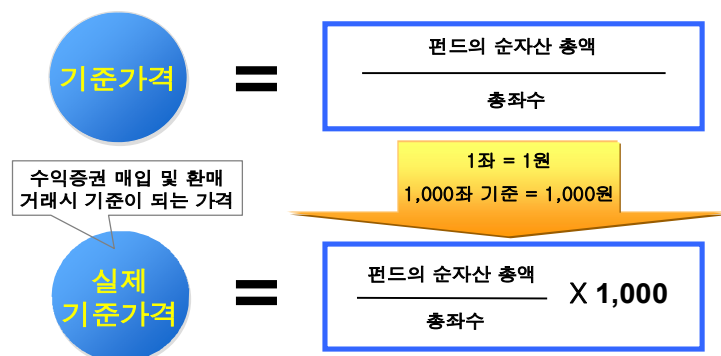 기준가격
=
펀드의 순자산 총액
총좌수
1좌 = 1원
1,000좌 기준 = 1,000원
수익증권 매입 및 환매
거래시 기준이 되는 가격
실제
기준가격
=
펀드의 순자산 총액
총좌수
X 1,000